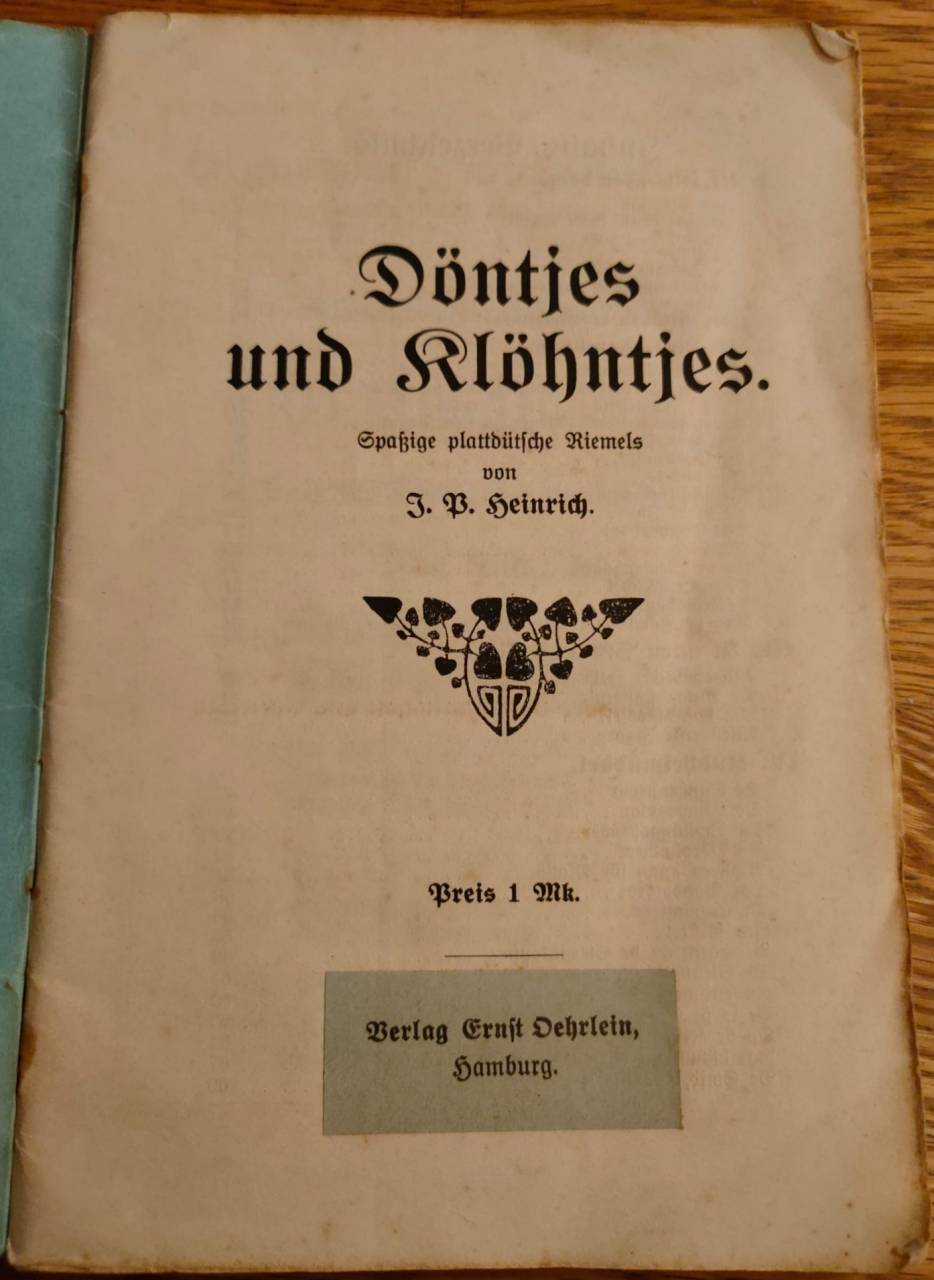 Döntjes
und Klöhntjes.
Spaßige plattdütsche Riemels
von
J. P. Heinrich.
Preis 1 Mk.
Verlag Ernst Oehrlein,
Hamburg.